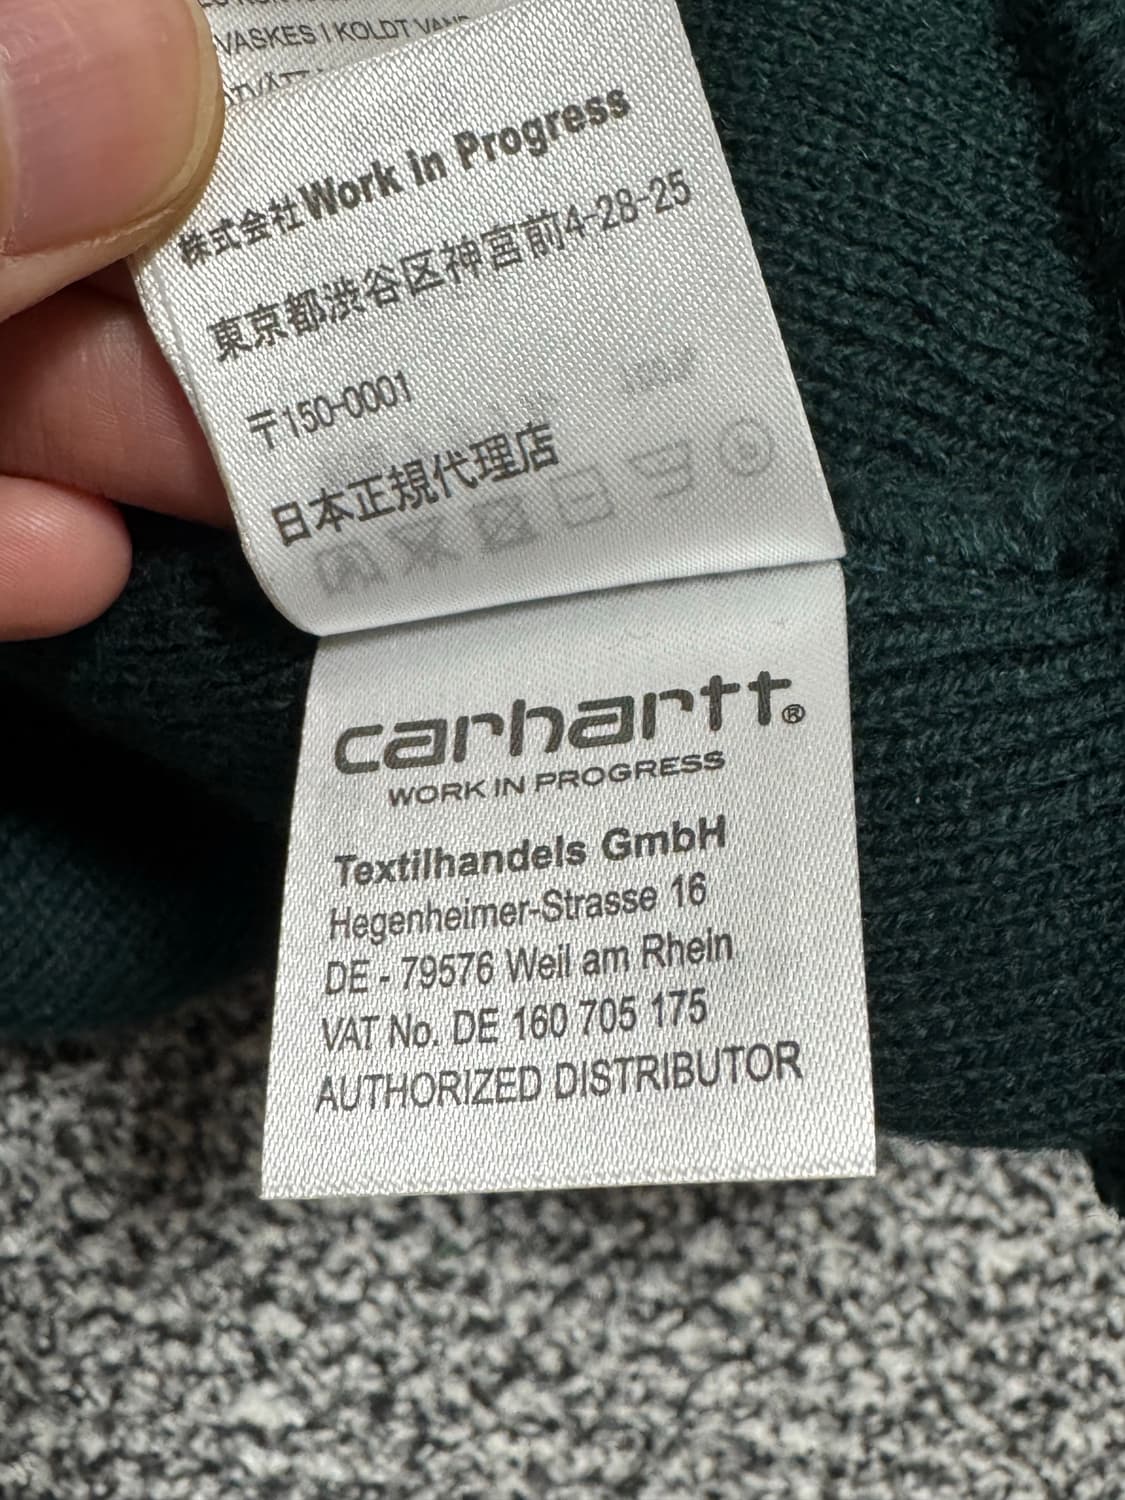 VASKES I KOLDT
株式会社Work in Progress
東京都渋谷区神宮前4-28-25
〒150-0001
日本正規代理店
carhartt®
WORK IN PROGRESS
Textilhandels GmbH
Hegenheimer-Strasse 16
DE - 79576 Weil am Rhein
VAT No. DE 160 705 175
AUTHORIZED DISTRIBUTOR